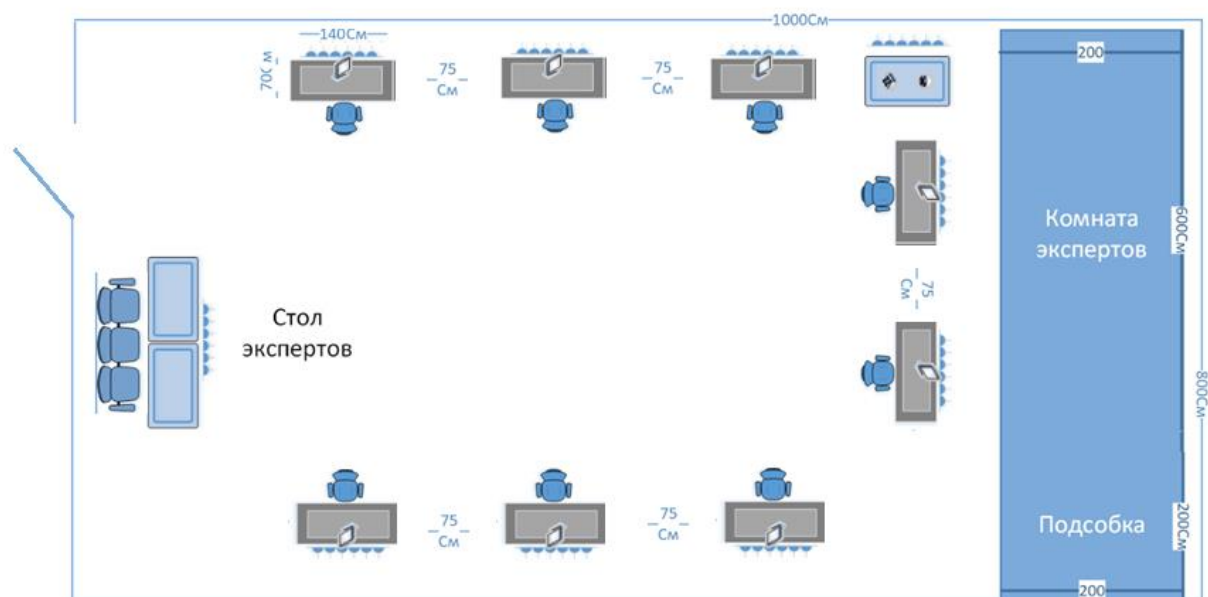 1000См
140См
200
70См
75
См
75
См
Комната
экспертов
600См
75
См
Стол
экспертов
800См
75
См
75
См
Подсобка
200См
200